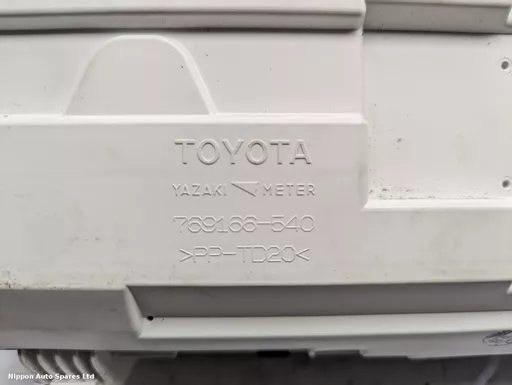 TOYOTA
YAZAKI METER
769166-540
>PP-TD20<
Nippon Auto Spares Ltd